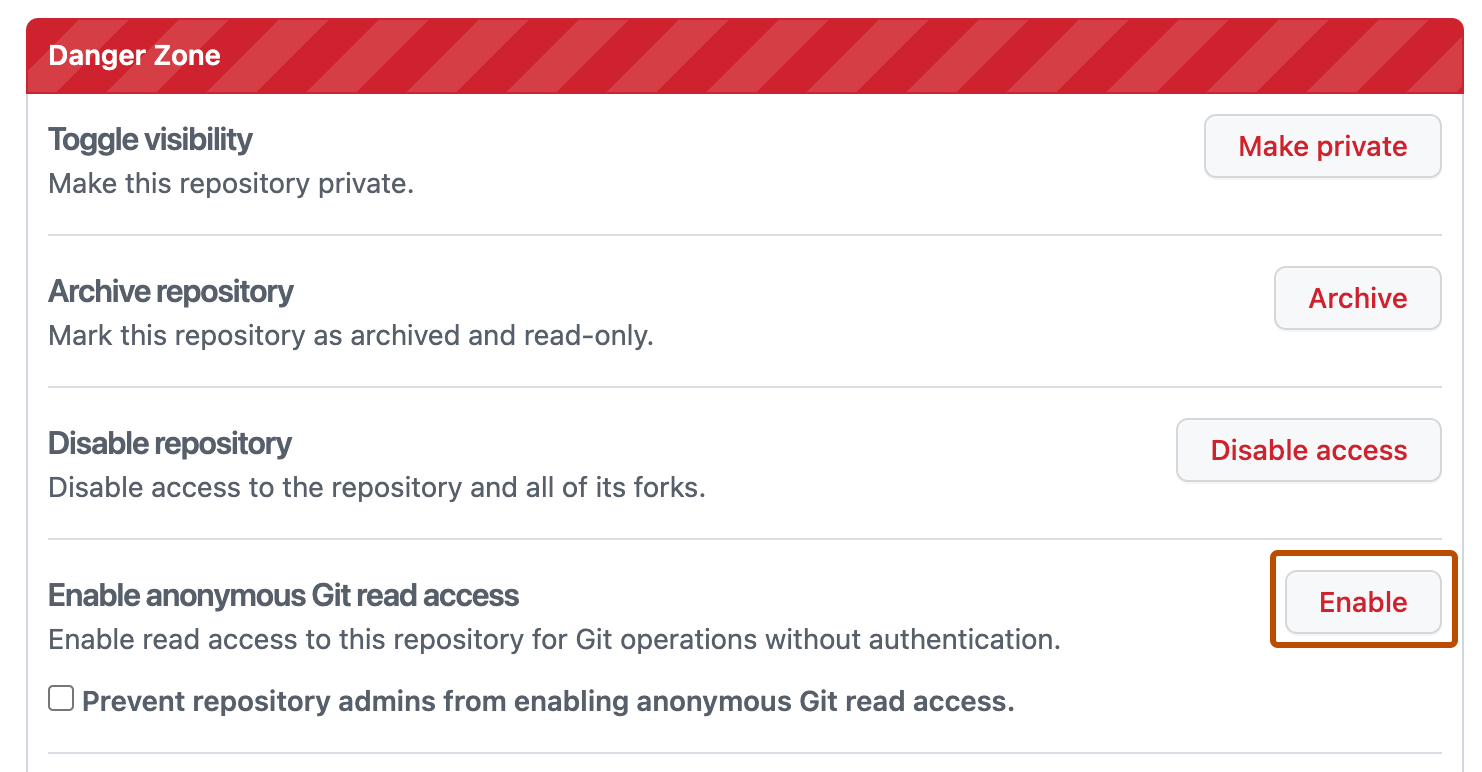 Danger Zone
Toggle visibility
Make this repository private.
Make private
Archive repository
Mark this repository as archived and read-only.
Archive
Disable repository
Disable access to the repository and all of its forks.
Disable access
Enable anonymous Git read access
Enable read access to this repository for Git operations without authentication.
Enable
Prevent repository admins from enabling anonymous Git read access.